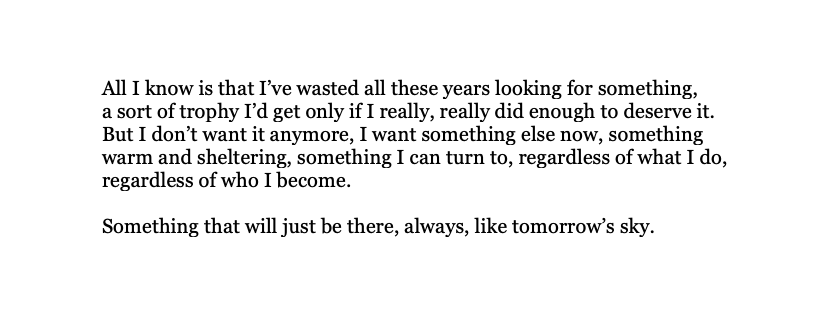 All I know is that I’ve wasted all these years looking for something,
a sort of trophy I’d get only if I really, really did enough to deserve it.
But I don’t want it anymore, I want something else now, something
warm and sheltering, something I can turn to, regardless of what I do,
regardless of who I become.
Something that will just be there, always, like tomorrow’s sky.